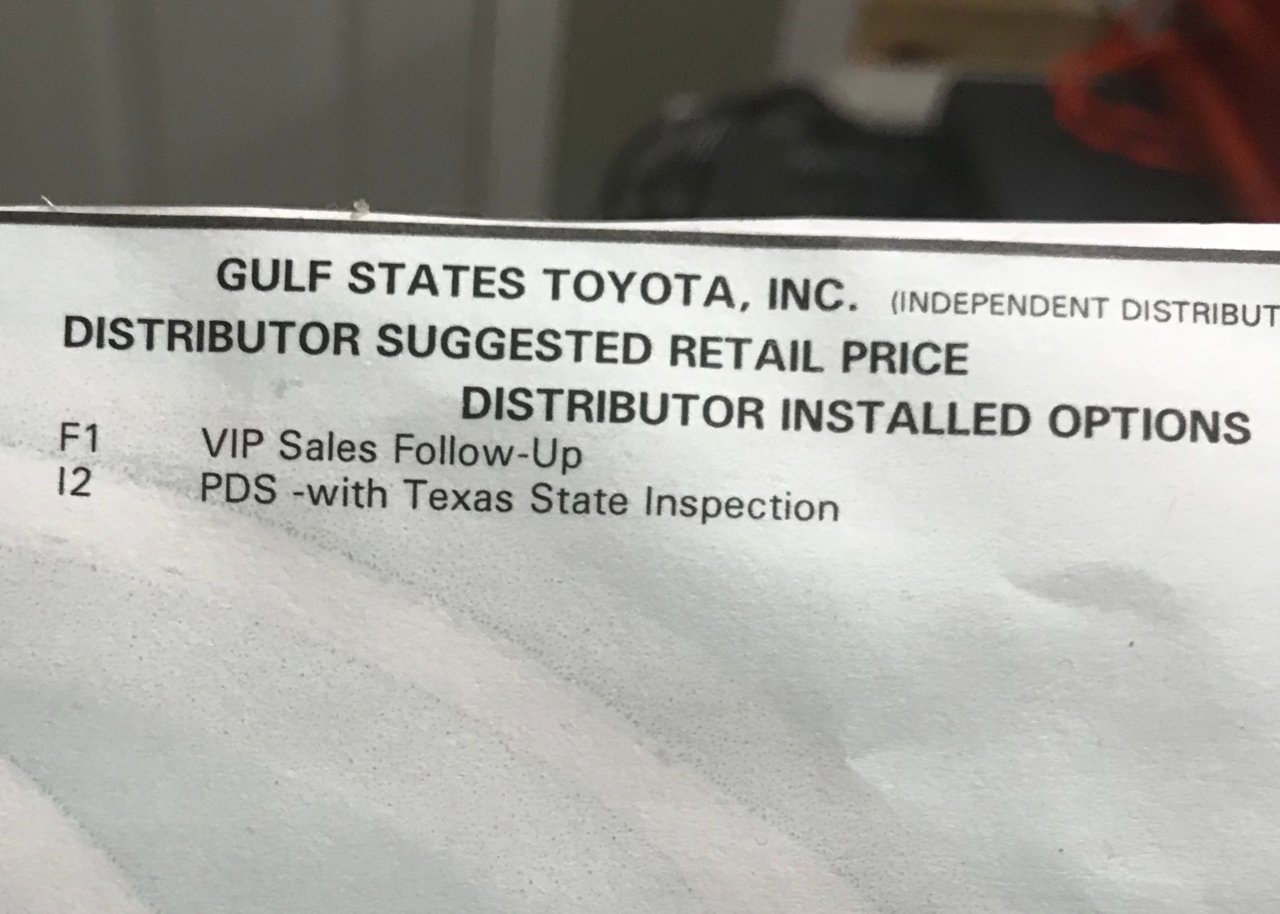 GULF STATES TOYOTA, INC. (INDEPENDENT DISTRIBUT
DISTRIBUTOR SUGGESTED RETAIL PRICE
DISTRIBUTOR INSTALLED OPTIONS
F1 VIP Sales Follow-Up
I2 PDS -with Texas State Inspection